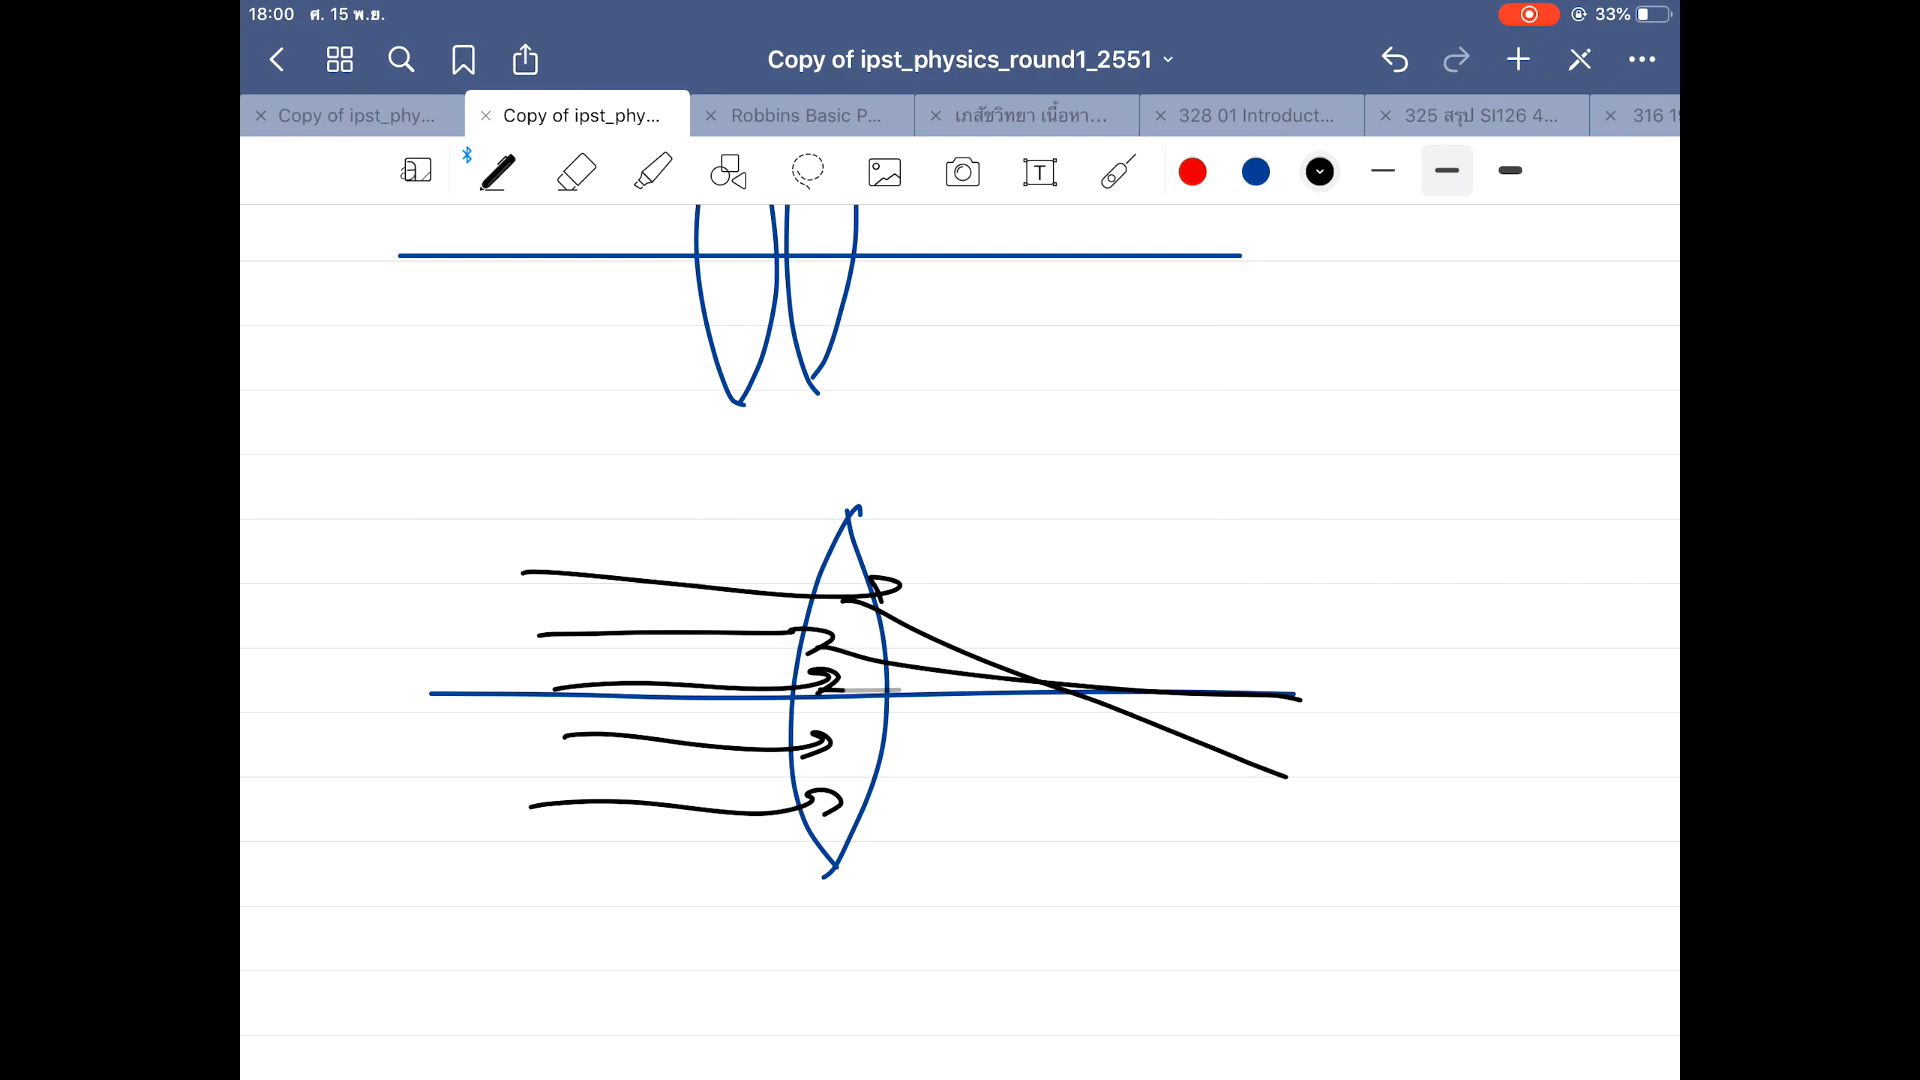 18:00 ศ. 15 พ.ย.
33%
Copy of ipst_physics_round1_2551
Copy of ipst_phy...
Copy of ipst_phy...
Robbins Basic P...
เภสัชวิทยา เนื้อหา...
328 01 Introduct...
325 สรุป SI126 4...
316
a
T